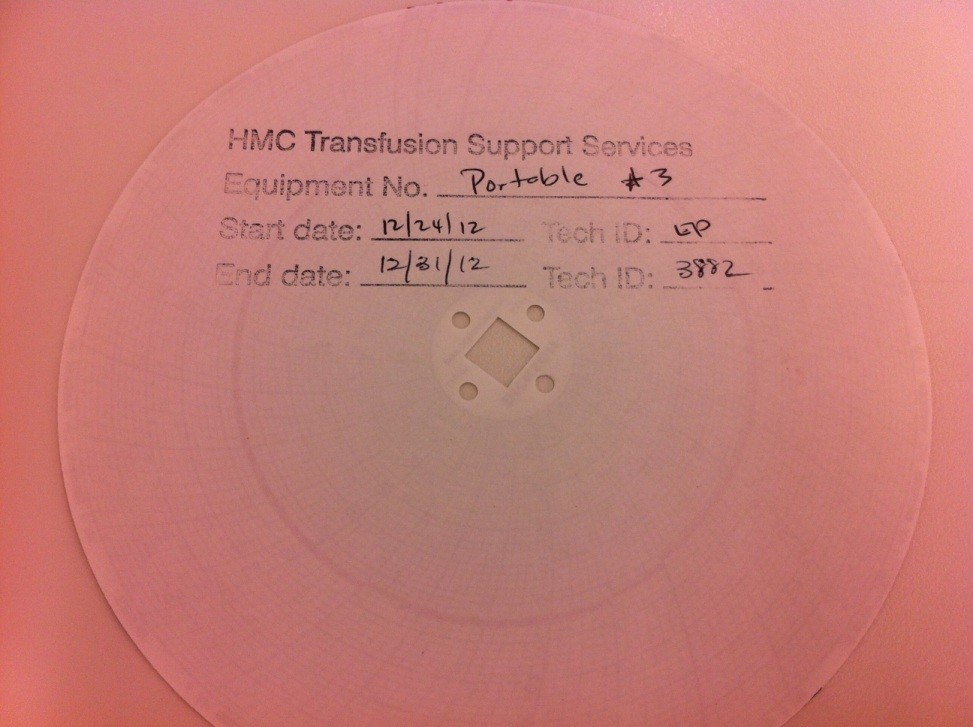 HMC Transfusion Support Services
Equipment No. Portable #3
Start date: 12/24/12 Tech ID: EP
End date: 12/31/12 Tech ID: 3882